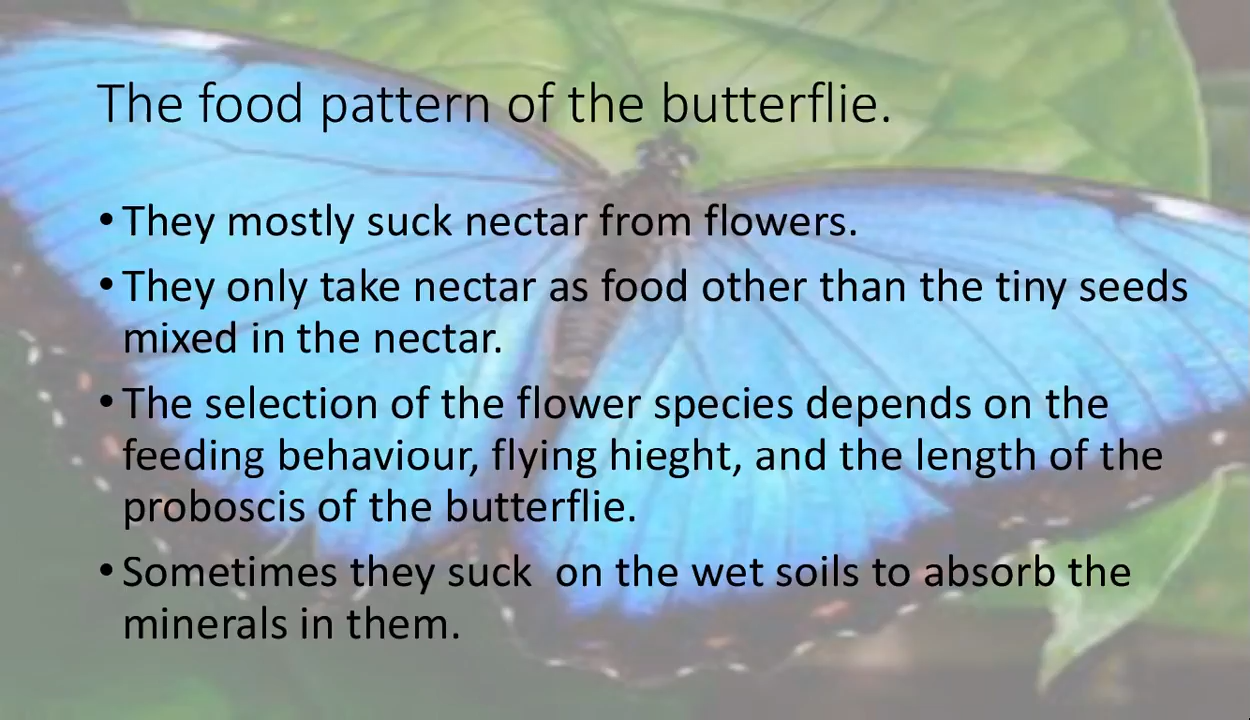 The food pattern of the butterflie.
• They mostly suck nectar from flowers.
• They only take nectar as food other than the tiny seeds
mixed in the nectar.
• The selection of the flower species depends on the
feeding behaviour, flying hieght, and the length of the
proboscis of the butterflie.
• Sometimes they suck  on the wet soils to absorb the
minerals in them.